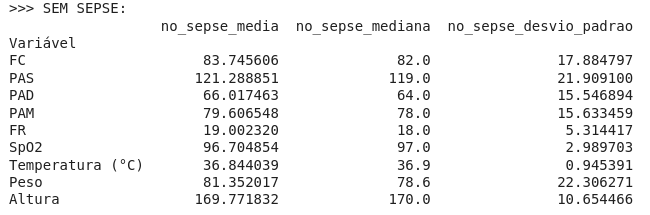 >>> SEM SEPSE:
no_sepse_media no_sepse_mediana no_sepse_desvio_padrao
Variável
FC 83.745606 82.0 17.884797
PAS 121.288851 119.0 21.909100
PAD 66.017463 64.0 15.546894
PAM 79.606548 78.0 15.633459
FR 19.002320 18.0 5.314417
SpO2 96.704854 97.0 2.989703
Temperatura (°C) 36.844039 36.9 0.945391
Peso 81.352017 78.6 22.306271
Altura 169.771832 170.0 10.654466